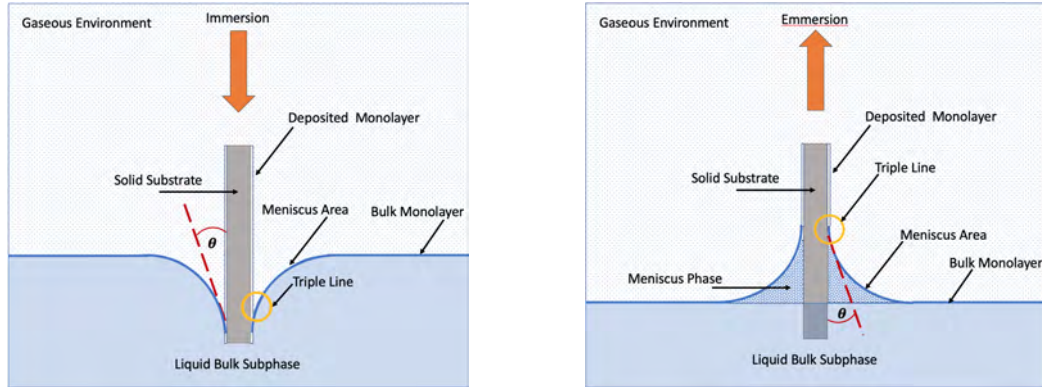 Gaseous Environment
Immersion
Deposited Monolayer
Solid Substrate
Meniscus Area
Bulk Monolayer
θ
Triple Line
Liquid Bulk Subphase
Gaseous Environment
Emmersion
Deposited Monolayer
Triple Line
Solid Substrate
Meniscus Area
Bulk Monolayer
Meniscus Phase
θ
Liquid Bulk Subphase